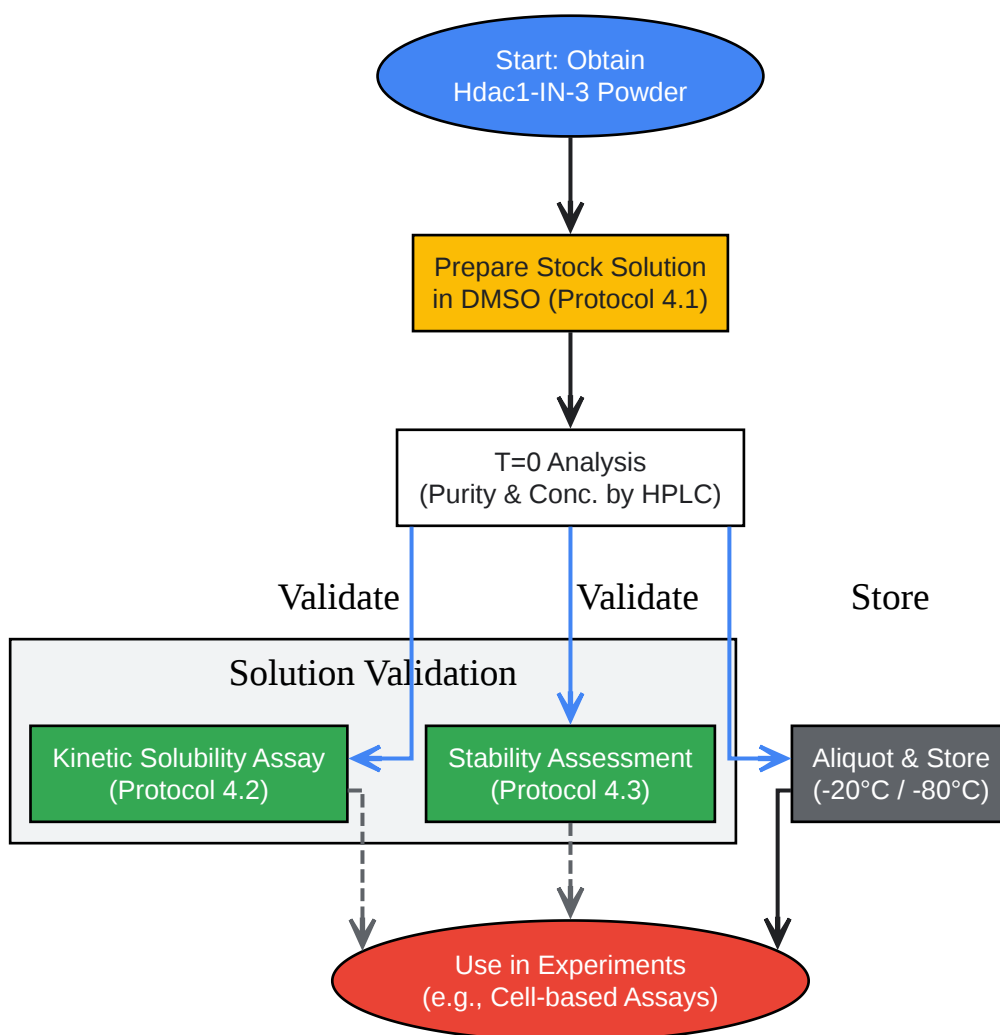 Start: Obtain
Hdac1-IN-3 Powder
Prepare Stock Solution
in DMSO (Protocol 4.1)
T=0 Analysis
(Purity & Conc. by HPLC)
Validate
Validate
Store
Solution Validation
Kinetic Solubility Assay
(Protocol 4.2)
Stability Assessment
(Protocol 4.3)
Aliquot & Store
(-20°C / -80°C)
Use in Experiments
(e.g., Cell-based Assays)